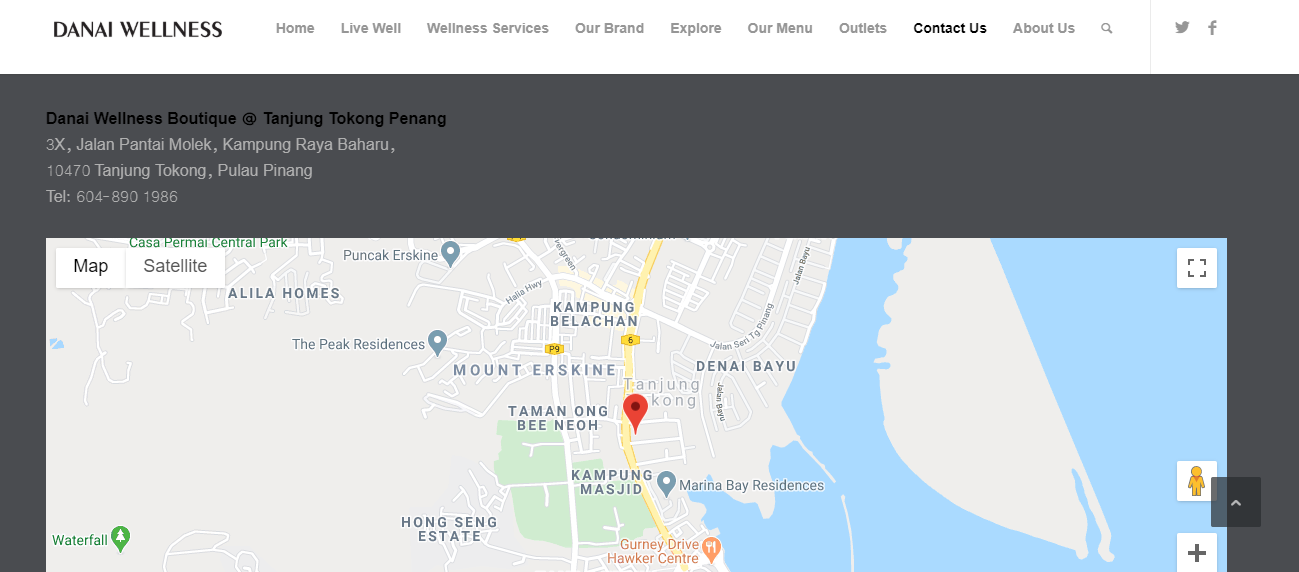 DANAI WELLNESS
Home Live Well Wellness Services Our Brand Explore Our Menu Outlets Contact Us About Us
Danai Wellness Boutique @ Tanjung Tokong Penang
3X, Jalan Pantai Molek, Kampung Raya Baharu,
10470 Tanjung Tokong, Pulau Pinang
Tel: 604-890 1986
Casa Permai Central Park
Map Satellite
Puncak Erskine
Evergreen
Jalan Bayu
ALILA HOMES
Halia Hwy
KAMPUNG
BELACHAN
Jalan Seri Tg Pinang
The Peak Residences
P9
6
MOUNT ERSKINE
DENAI BAYU
Tanjung
kong
Jalan Bayu
TAMAN ONG
BEE NEOH
KAMPUNG
MASJID
Marina Bay Residences
HONG SENG
ESTATE
Waterfall
Gurney Drive
Hawker Centre